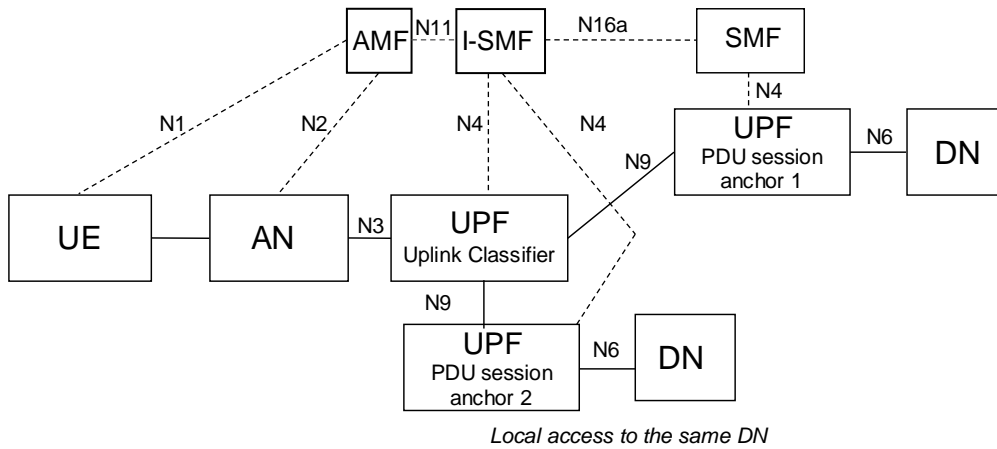 N11
N16a
AMF
I-SMF
SMF
N1
N2
N4
N4
N4
UPF
PDU session
anchor 1
N6
DN
N9
UE
AN
N3
UPF
Uplink Classifier
N9
UPF
PDU session
anchor 2
N6
DN
Local access to the same DN